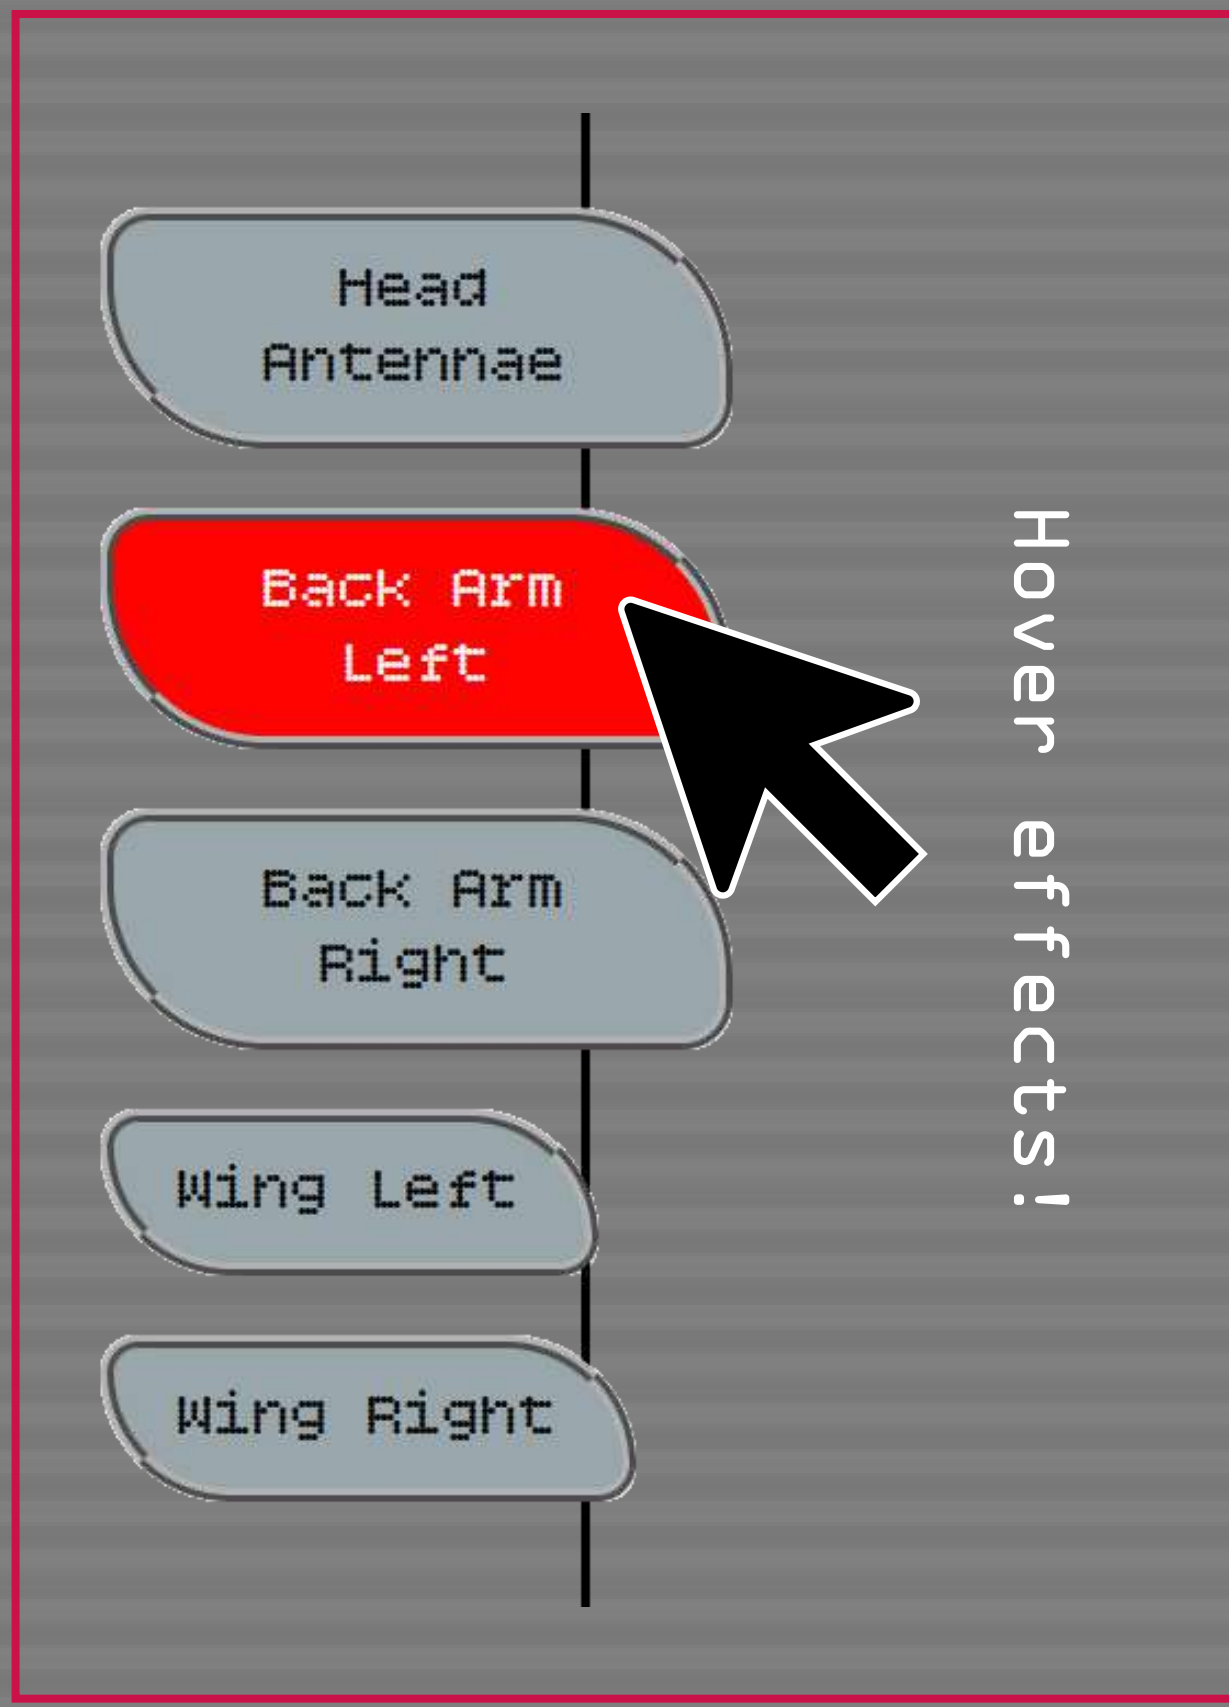 Head
Antennae
Back Arm
Left
Back Arm
Right
Wing Left
Wing Right
Hover effects!